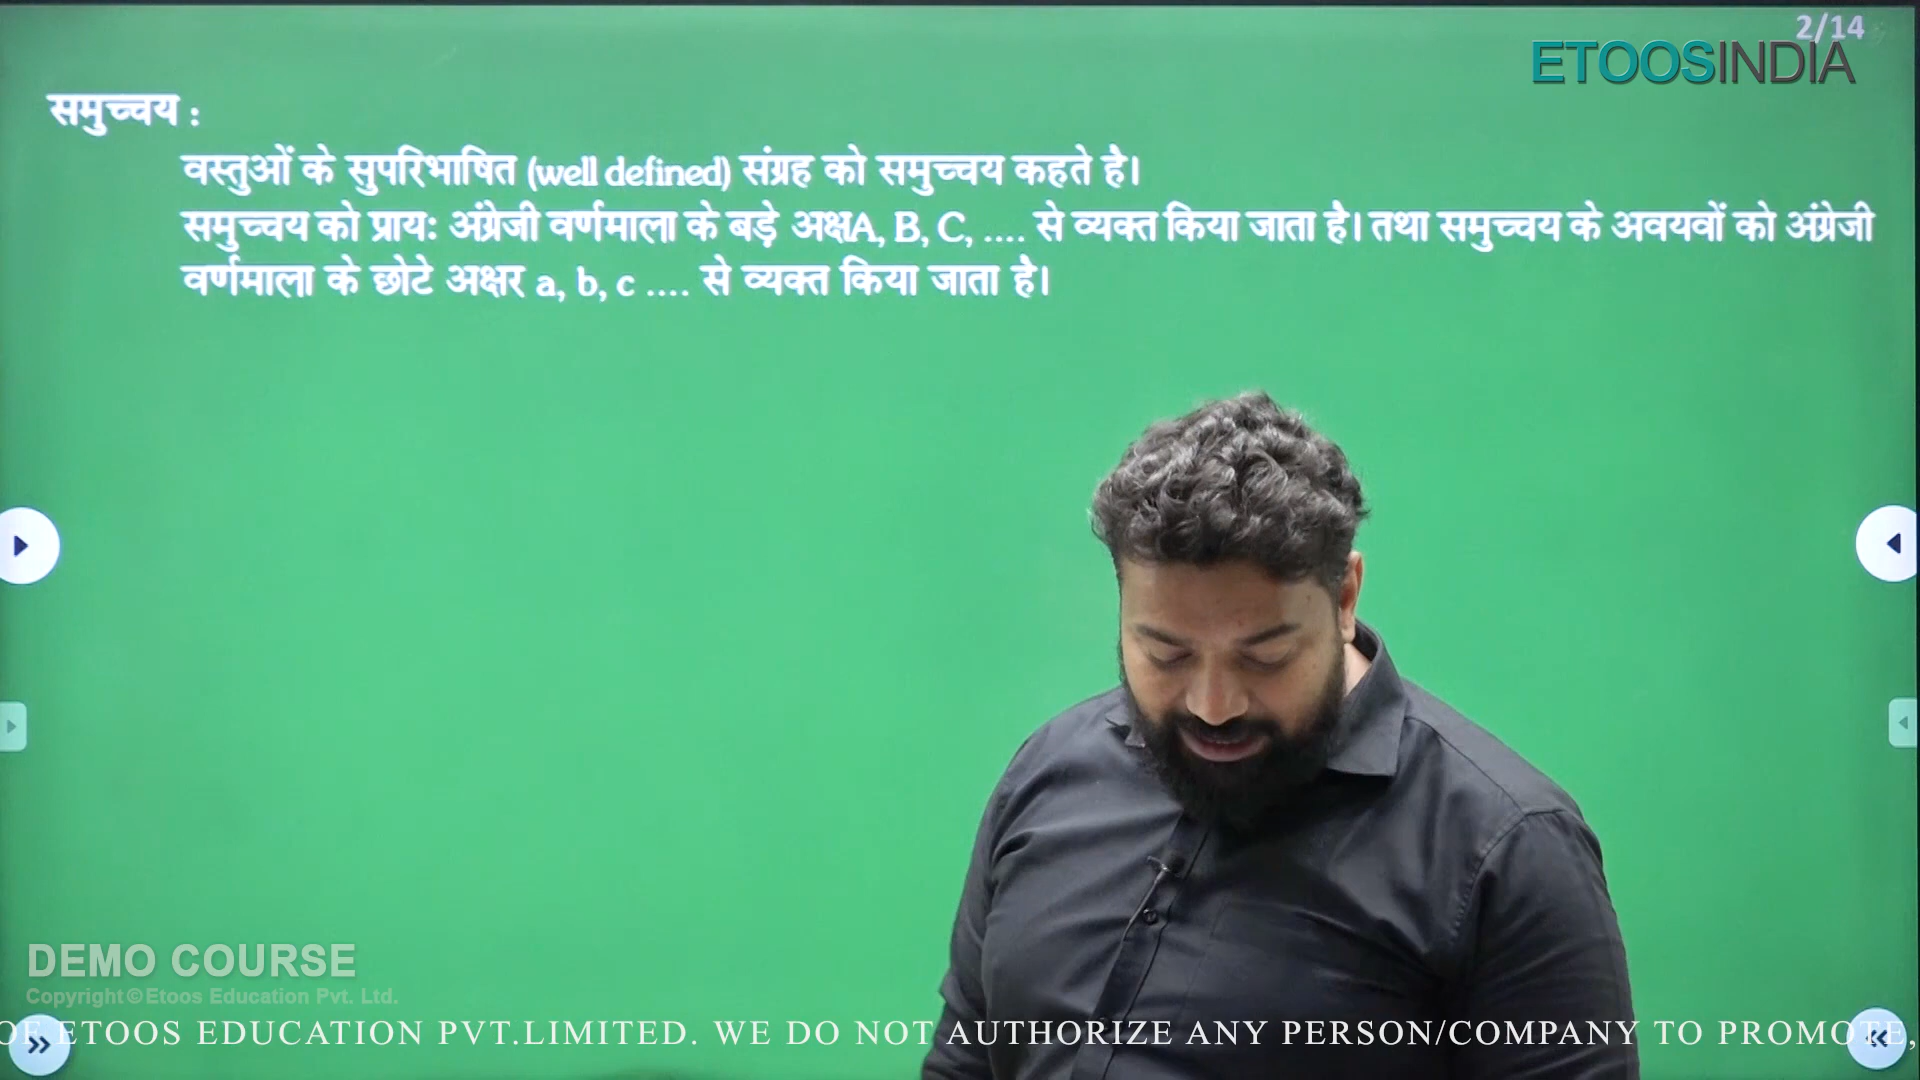 2/14
ETOOSINDIA
समुच्चय :
वस्तुओं के सुपरिभाषित (well defined) संग्रह को समुच्चय कहते है।
समुच्चय को प्राय: अंग्रेजी वर्णमाला के बड़े अक्षA, B, C, .... से व्यक्त किया जाता है। तथा समुच्चय के अवयवों को अंग्रेजी
वर्णमाला के छोटे अक्षर a, b, c .... से व्यक्त किया जाता है।
DEMO COURSE
Copyright©Etoos Education Pvt. Ltd.
OF ETOOS EDUCATION PVT.LIMITED. WE DO NOT AUTHORIZE ANY PERSON/COMPANY TO PROMOTE,